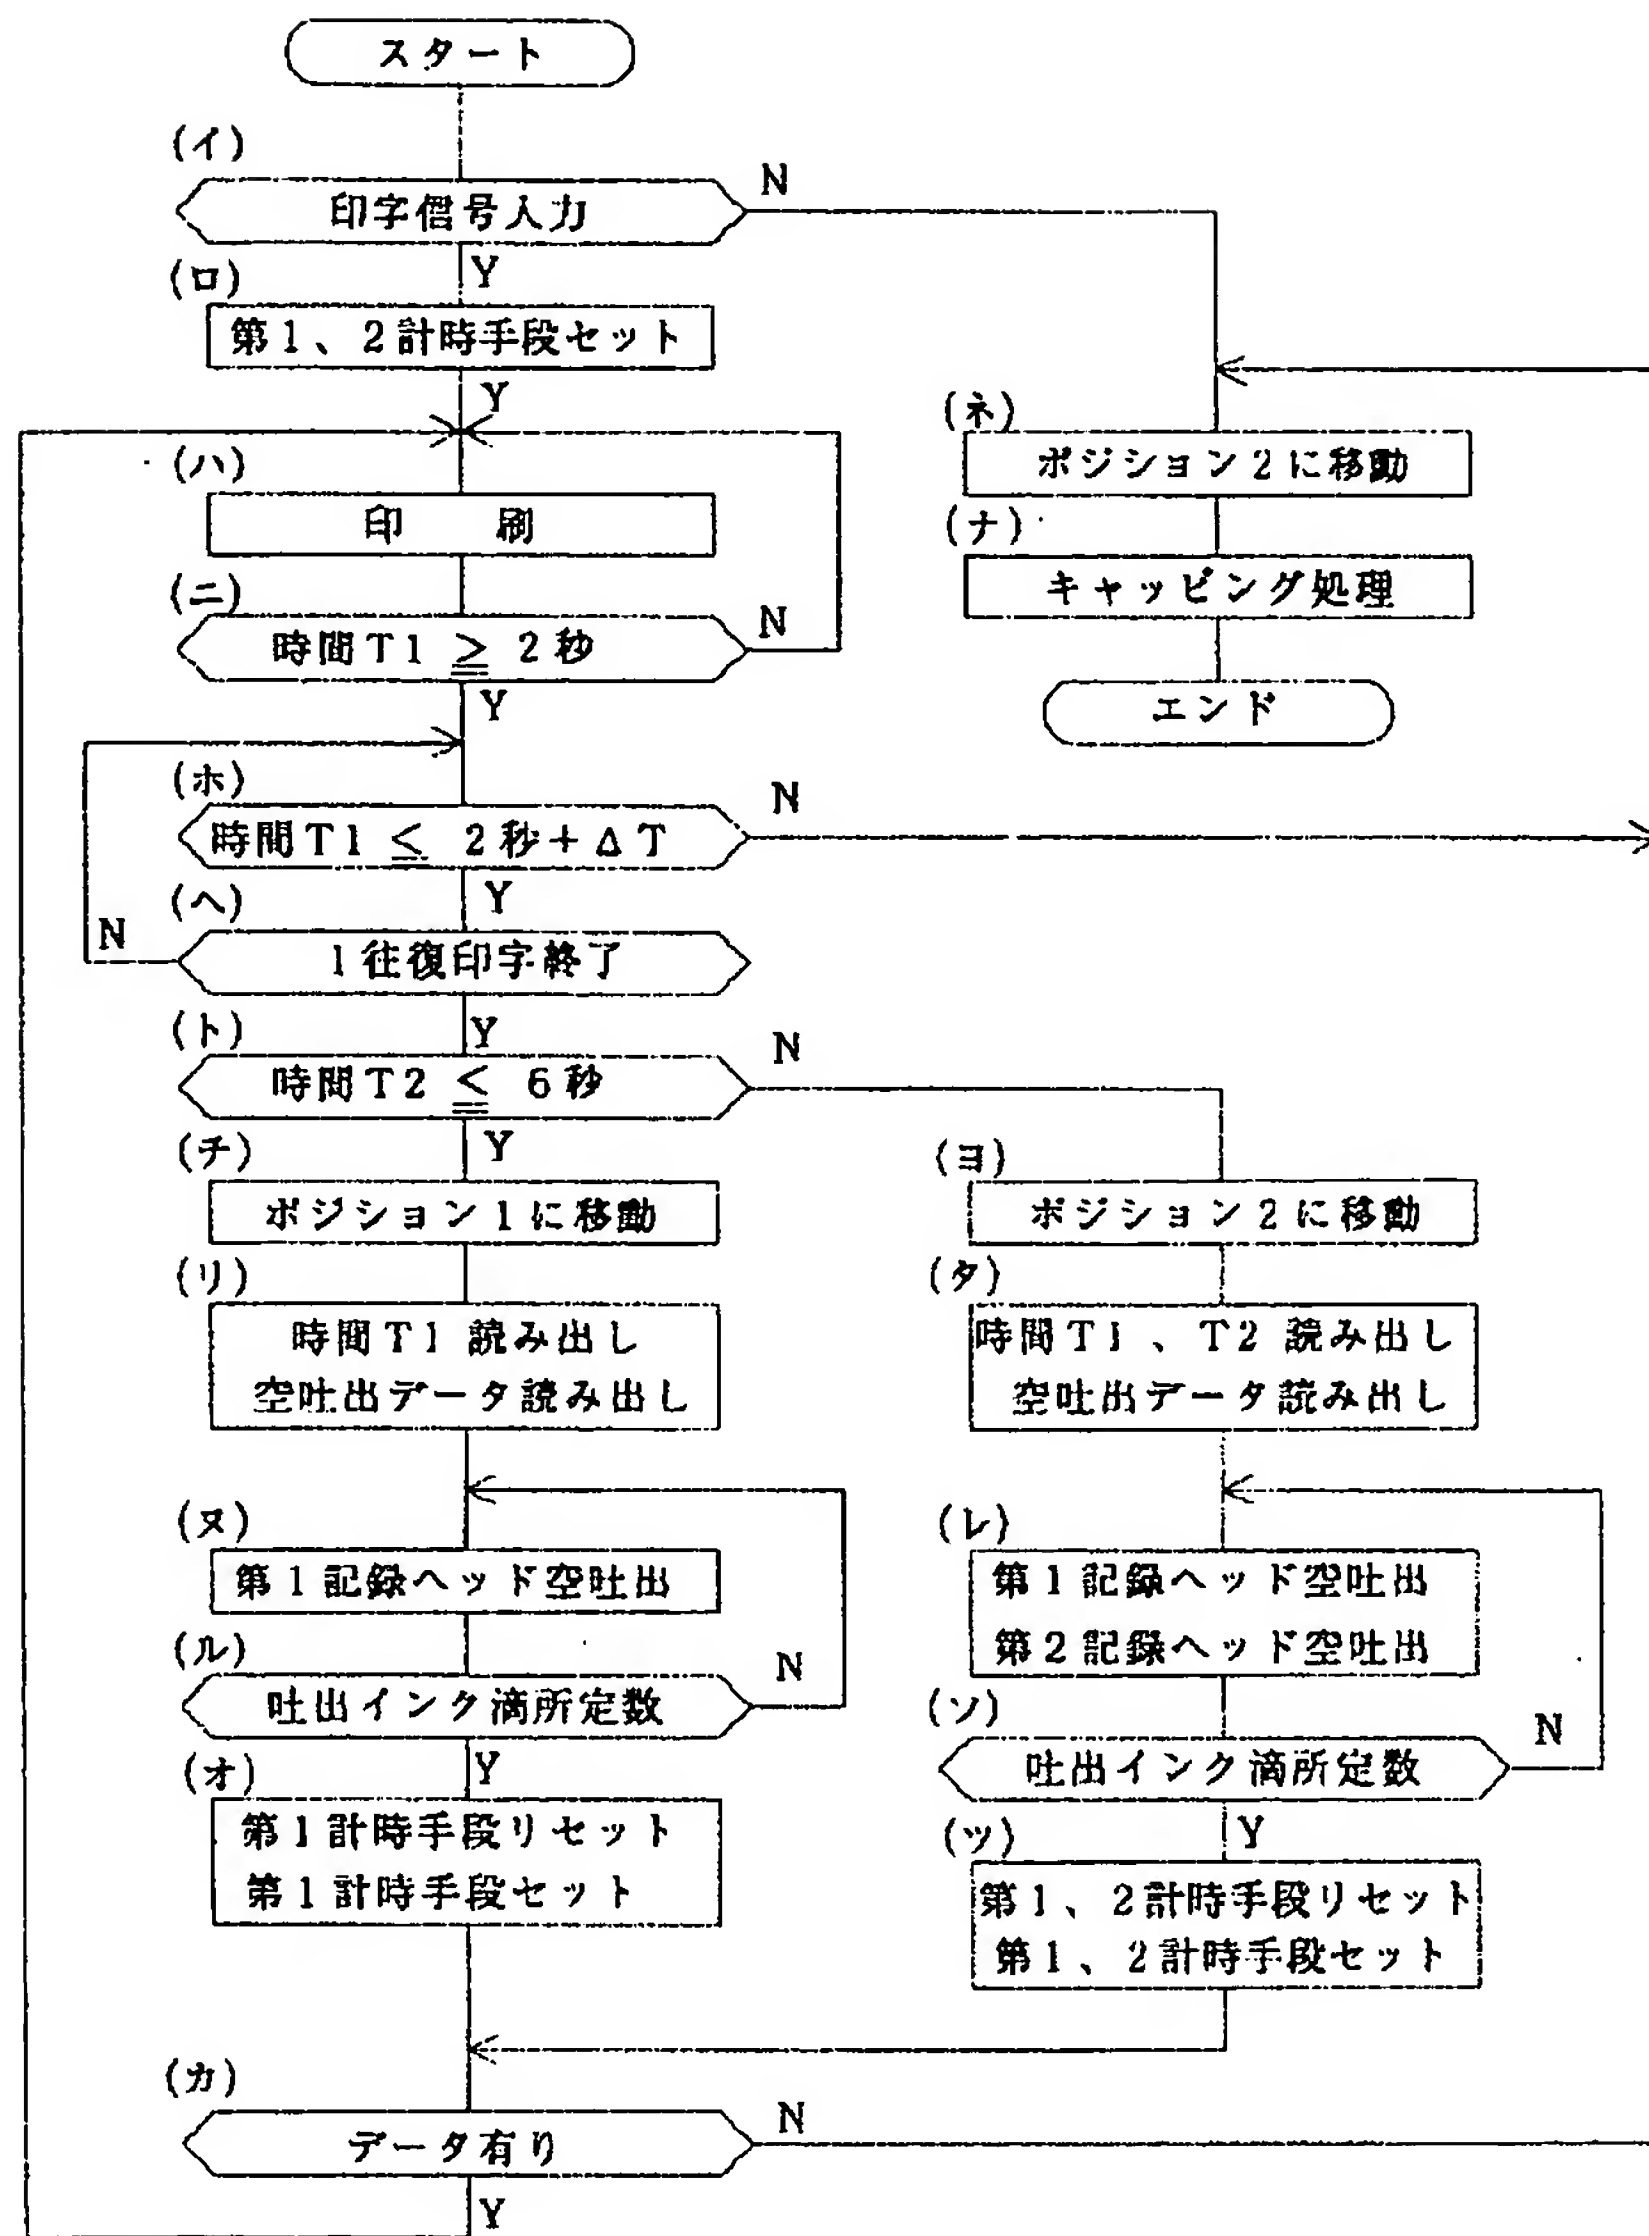 スタート
(イ)
印字信号入力
N
Y
(ロ)
第1、2計時手段セット
Y
(ハ)
印 刷
(ニ)
時間T1 ≧ 2秒
N
Y
(ホ)
時間T1 ≦ 2秒+ΔT
N
Y
(ヘ)
1往復印字終了
N
Y
(ト)
時間T2 ≦ 6秒
N
Y
(チ)
ポジション1に移動
(リ)
時間T1 読み出し
空吐出データ読み出し
(ヌ)
第1記録ヘッド空吐出
(ル)
吐出インク滴所定数
N
Y
(オ)
第1計時手段リセット
第1計時手段セット
(カ)
データ有り
N
Y
(ネ)
ポジション2に移動
(ナ)
キャッピング処理
エンド
(ヨ)
ポジション2に移動
(タ)
時間T1、T2 読み出し
空吐出データ読み出し
(レ)
第1記録ヘッド空吐出
第2記録ヘッド空吐出
(ソ)
吐出インク滴所定数
N
Y
(ツ)
第1、2計時手段リセット
第1、2計時手段セット